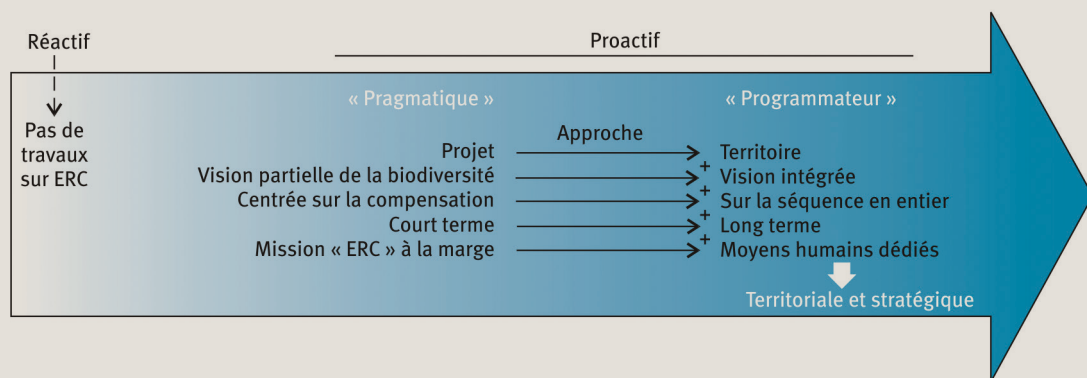 Réactif
Proactif
« Pragmatique »
« Programmateur »
Pas de
travaux
sur ERC
Approche
Projet
Territoire
+
Vision partielle de la biodiversité
Vision intégrée
+
Centrée sur la compensation
Sur la séquence en entier
+
Court terme
Long terme
+
Mission « ERC » à la marge
Moyens humains dédiés
Territoriale et stratégique